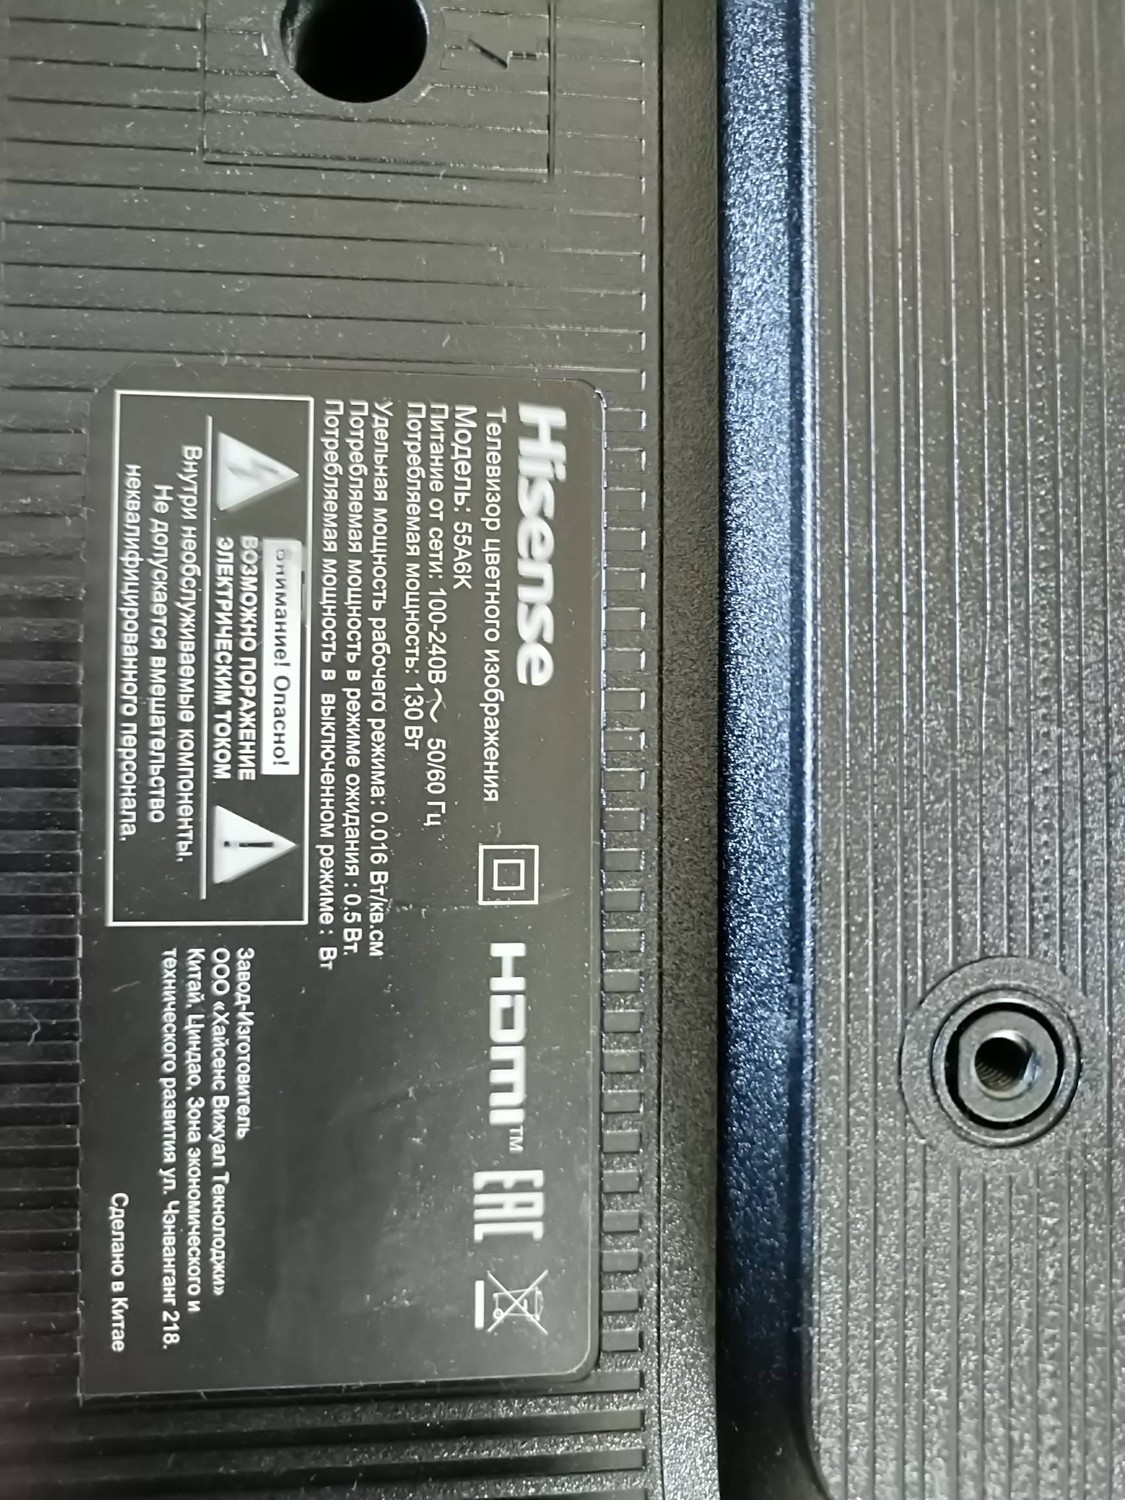 Hisense
Телевизор цветного изображения
Модель: 55A6K
Питание от сети: 100-240В～ 50/60 Гц
Потребляемая мощность: 130 Вт
Удельная мощность рабочего режима: 0.016 Вт/кв.см
Потребляемая мощность в режиме ожидания : 0.5 Вт.
Потребляемая мощность в выключенном режиме : Вт
HDMI™ EAC
Внимание! Опасно!
ВОЗМОЖНО ПОРАЖЕНИЕ
ЭЛЕКТРИЧЕСКИМ ТОКОМ
Внутри необслуживаемые компоненты.
Не допускается вмешательство
неквалифицированного персонала.
Завод-Изготовитель
ООО «Хайсенс Вижуал Текнолоджи»
Китай, Циндао, Зона экономического и
технического развития ул. Чэнванганг 218.
Сделано в Китае